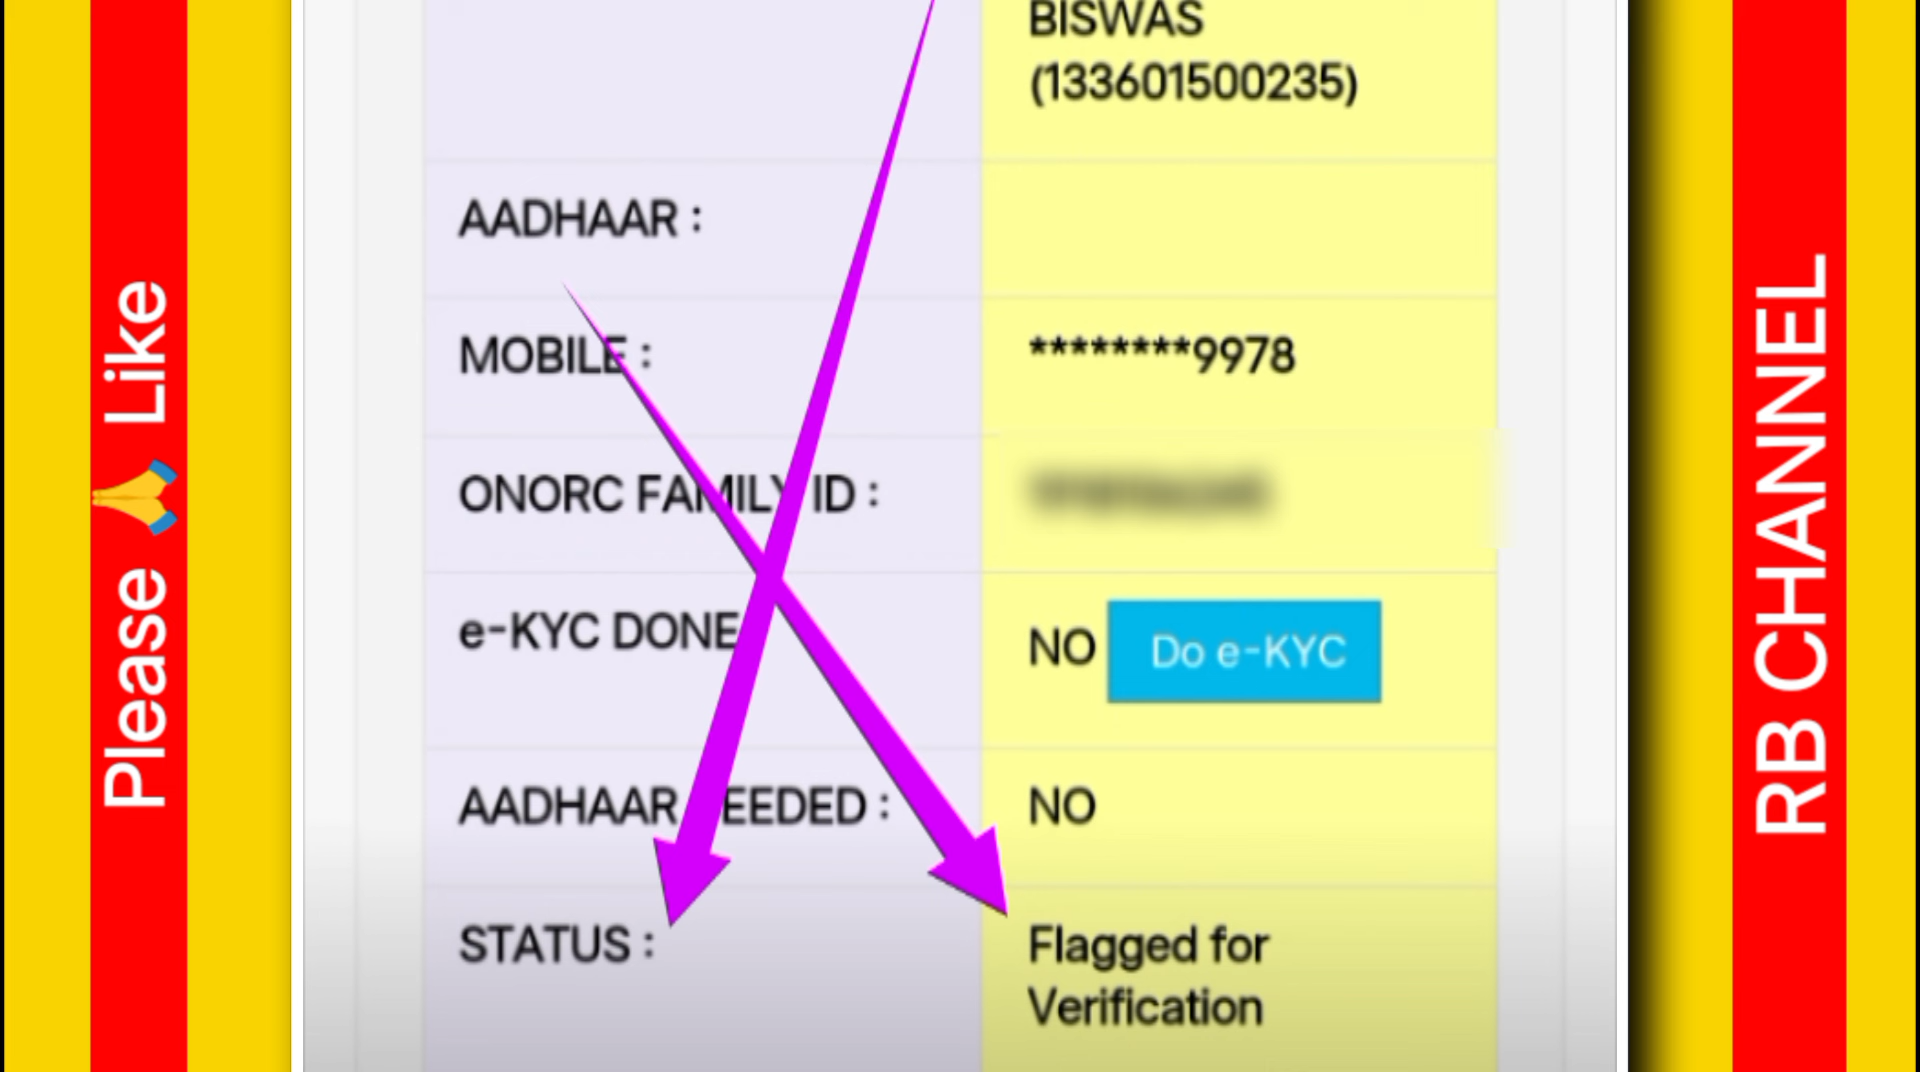 Please 🙏 Like
BISWAS
(133601500235)
AADHAAR :
MOBILE :
********9978
ONORC FAMILY ID :
e-KYC DONE
NO
Do e-KYC
AADHAAR EEDED :
NO
STATUS :
Flagged for
Verification
RB CHANNEL